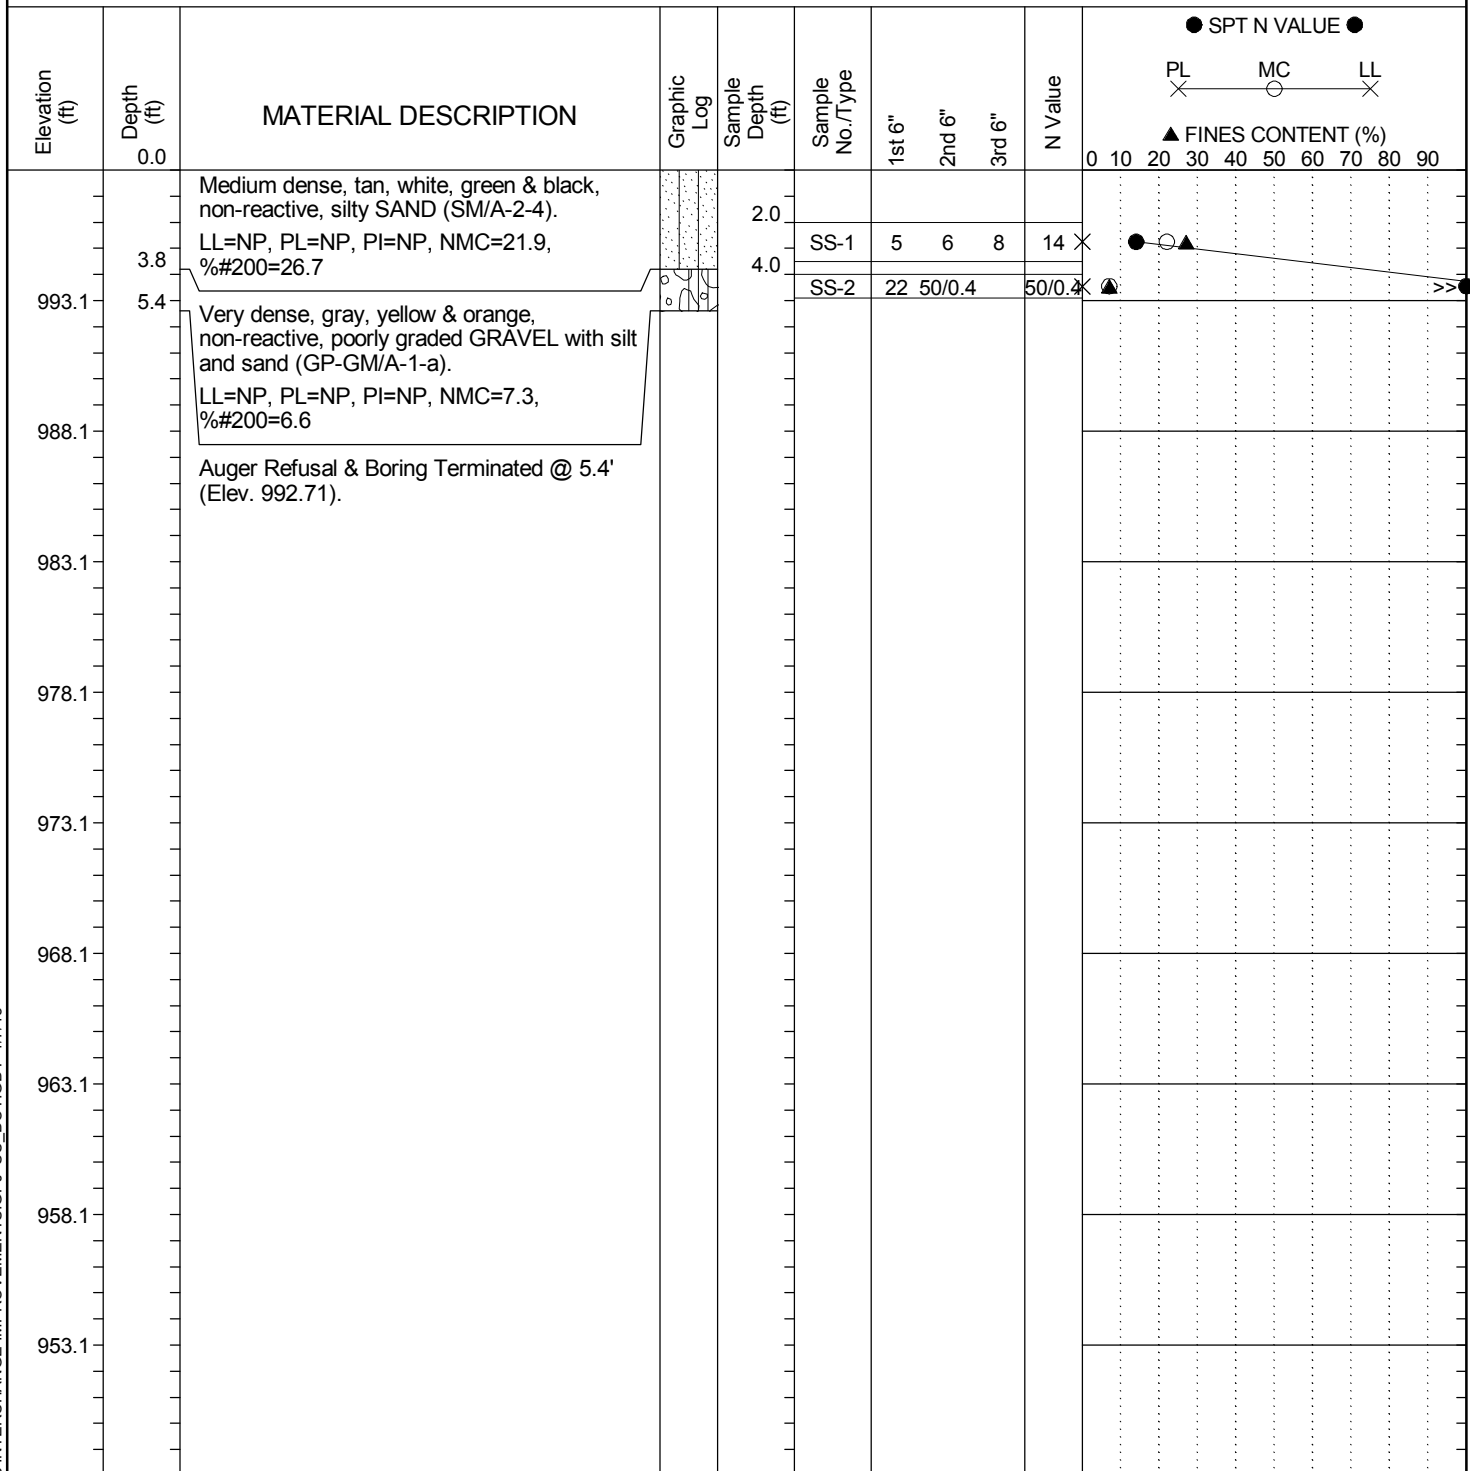 ● SPT N VALUE ●
PL MC LL
▲ FINES CONTENT (%)
0 10 20 30 40 50 60 70 80 90
Elevation
(ft)
Depth
(ft)
0.0
MATERIAL DESCRIPTION
Graphic
Log
Sample
Depth
(ft)
Sample
No./Type
1st 6"
2nd 6"
3rd 6"
N Value
Medium dense, tan, white, green & black,
non-reactive, silty SAND (SM/A-2-4).
LL=NP, PL=NP, PI=NP, NMC=21.9,
%#200=26.7
3.8
2.0
SS-1 5 6 8 14
4.0
SS-2 22 50/0.4 50/0.4 >>
993.1
5.4
Very dense, gray, yellow & orange,
non-reactive, poorly graded GRAVEL with silt
and sand (GP-GM/A-1-a).
LL=NP, PL=NP, PI=NP, NMC=7.3,
%#200=6.6
988.1
Auger Refusal & Boring Terminated @ 5.4'
(Elev. 992.71).
983.1
978.1
973.1
968.1
963.1
958.1
953.1